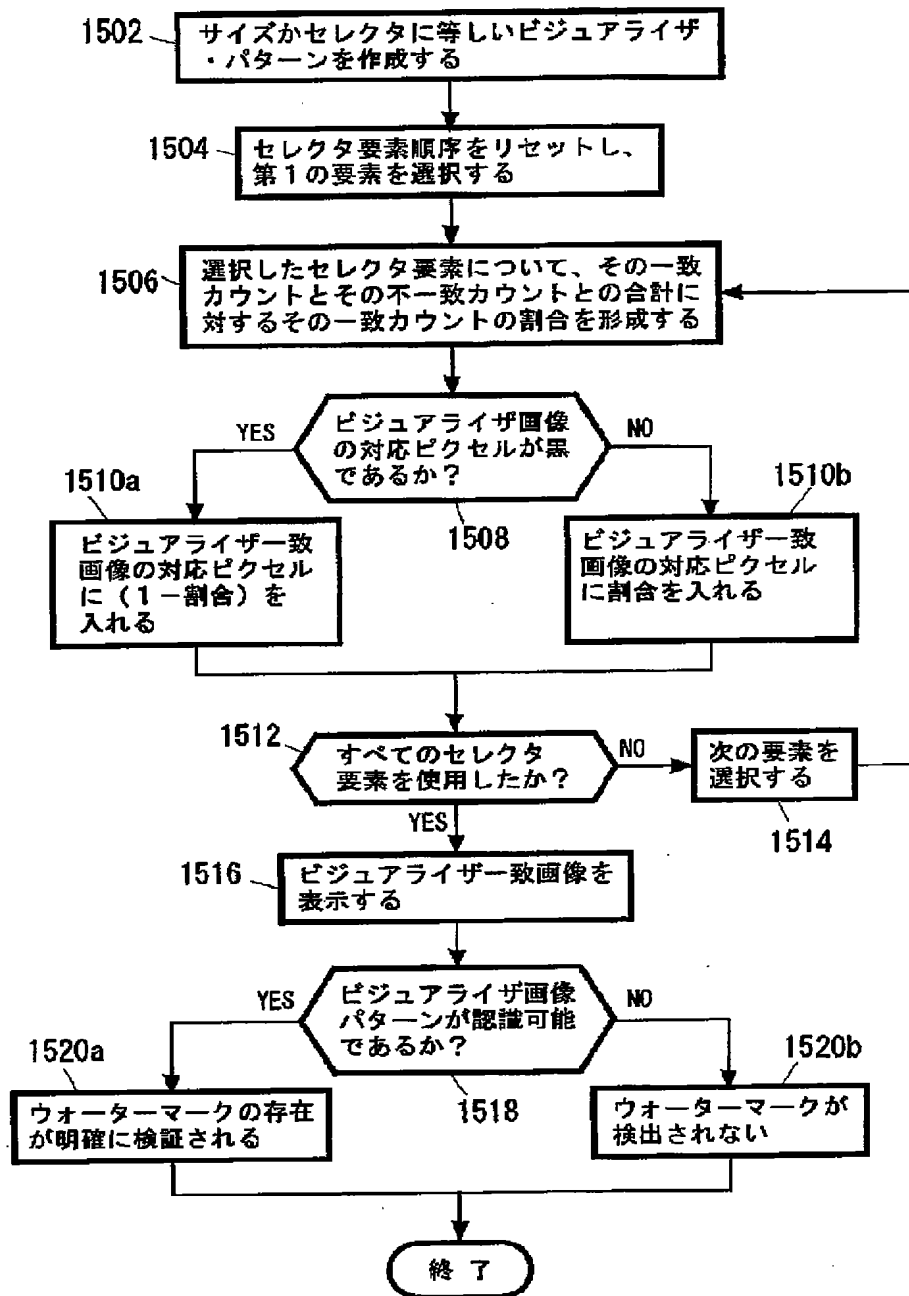 1502
サイズかセレクタに等しいビジュアライザ
・パターンを作成する
1504
セレクタ要素順序をリセットし、
第1の要素を選択する
1506
選択したセレクタ要素について、その一致
カウントとその不一致カウントとの合計に
対するその一致カウントの割合を形成する
ビジュアライザ画像
の対応ピクセルが黒
であるか?
YES
NO
1508
1510a
ビジュアライザ一致
画像の対応ピクセル
に(1-割合)を
入れる
1510b
ビジュアライザ一致
画像の対応ピクセル
に割合を入れる
1512
すべてのセレクタ
要素を使用したか?
NO
次の要素を
選択する
1514
YES
1516
ビジュアライザ一致画像を
表示する
ビジュアライザ画像
パターンが認識可能
であるか?
YES
NO
1518
1520a
ウォーターマークの存在
が明確に検証される
1520b
ウォーターマークが
検出されない
終了